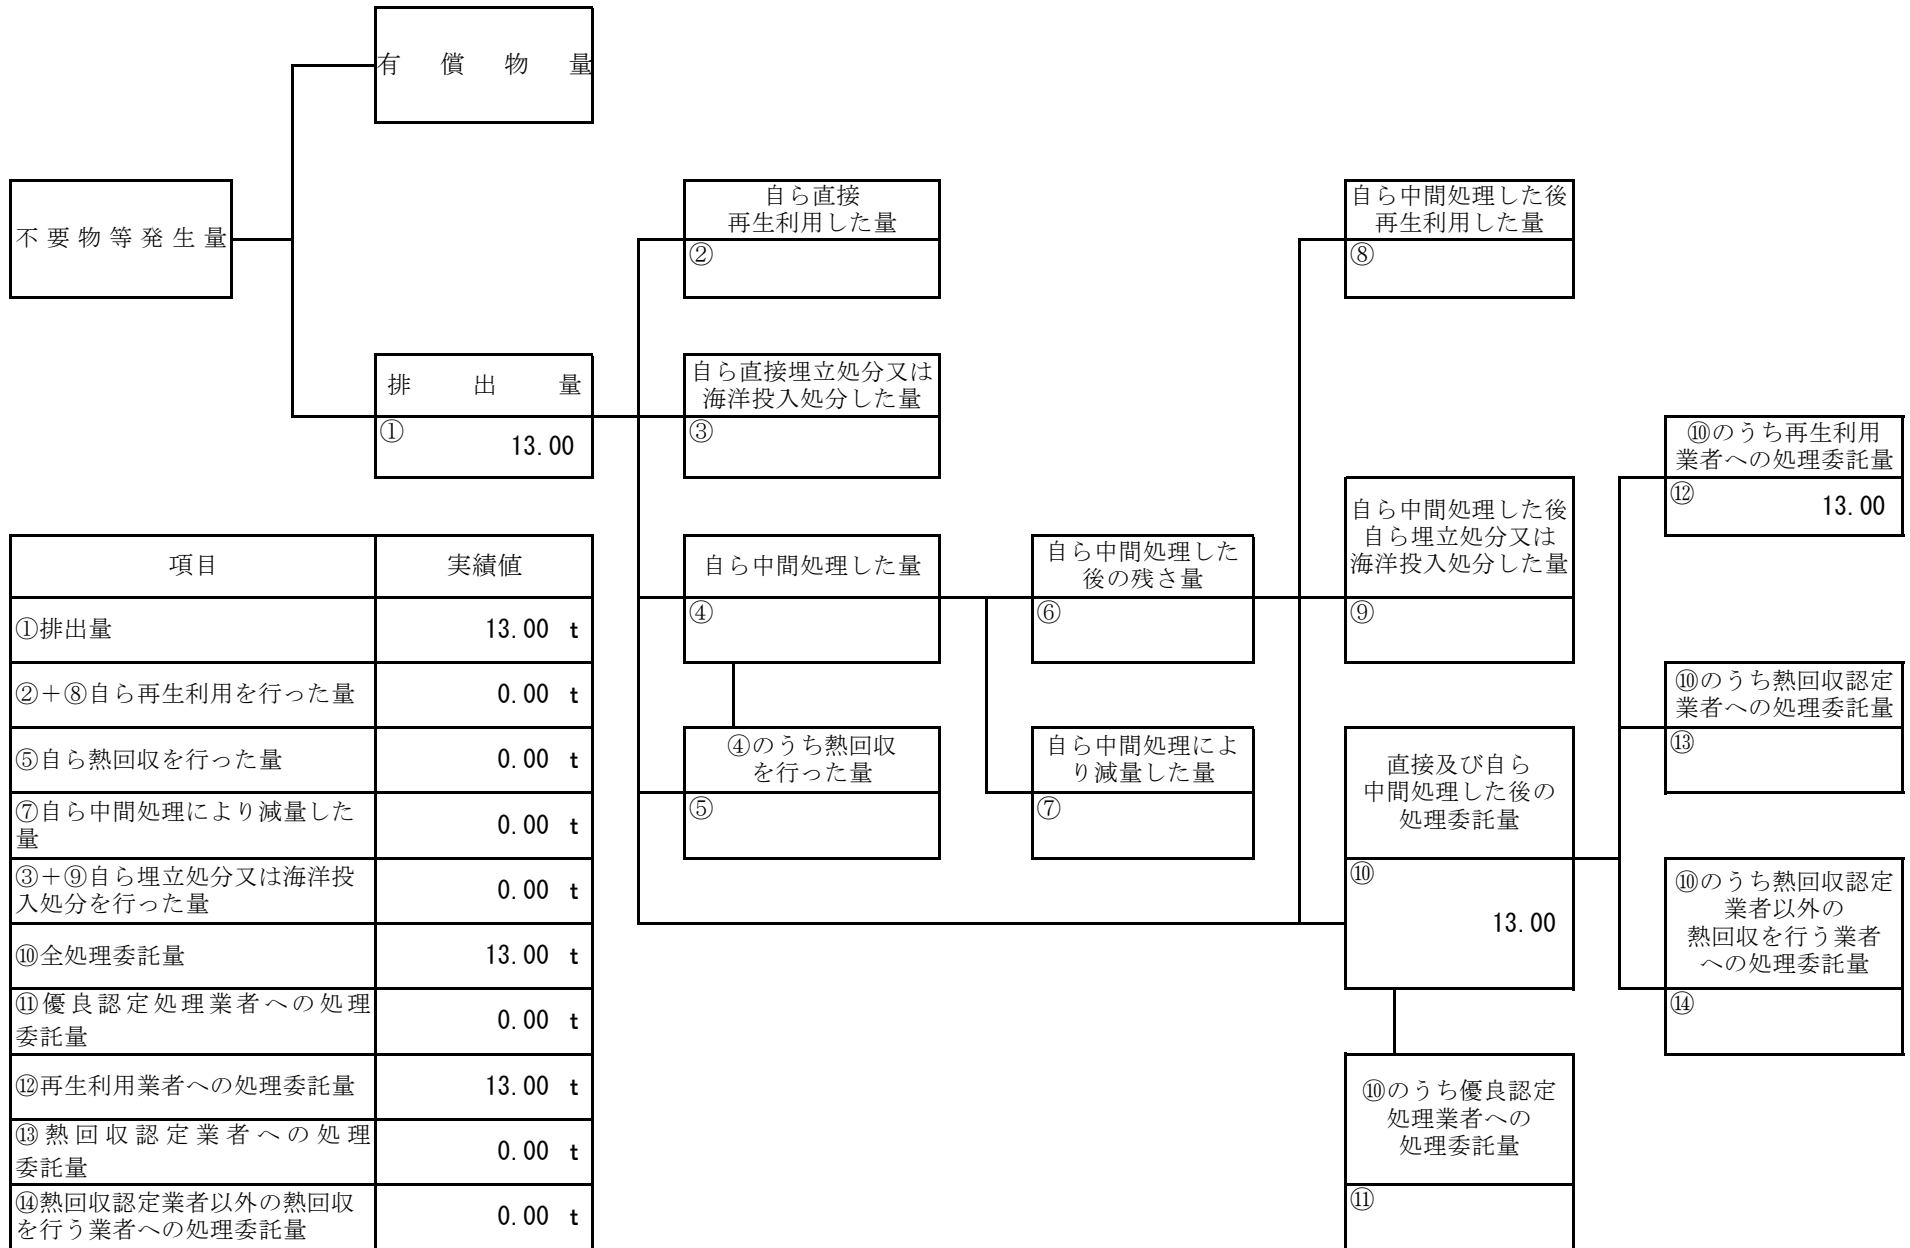 有償物量
不要物等発生量
排出量
①
13.00
自ら直接
再生利用した量
②
自ら直接埋立処分又は
海洋投入処分した量
③
自ら中間処理した量
④
④のうち熱回収
を行った量
⑤
自ら中間処理した
後の残さ量
⑥
自ら中間処理によ
り減量した量
⑦
自ら中間処理した後
再生利用した量
⑧
自ら中間処理した後
自ら埋立処分又は
海洋投入処分した量
⑨
直接及び自ら
中間処理した後の
処理委託量
⑩
13.00
⑩のうち優良認定
処理業者への
処理委託量
⑪
⑩のうち再生利用
業者への処理委託量
⑫
13.00
⑩のうち熱回収認定
業者への処理委託量
⑬
⑩のうち熱回収認定
業者以外の
熱回収を行う業者
への処理委託量
⑭
項目 実績値
①排出量 13.00 t
②+⑧自ら再生利用を行った量 0.00 t
⑤自ら熱回収を行った量 0.00 t
⑦自ら中間処理により減量した
量 0.00 t
③+⑨自ら埋立処分又は海洋投
入処分を行った量 0.00 t
⑩全処理委託量 13.00 t
⑪優良認定処理業者への処理
委託量 0.00 t
⑫再生利用業者への処理委託量 13.00 t
⑬熱回収認定業者への処理
委託量 0.00 t
⑭熱回収認定業者以外の熱回収
を行う業者への処理委託量 0.00 t